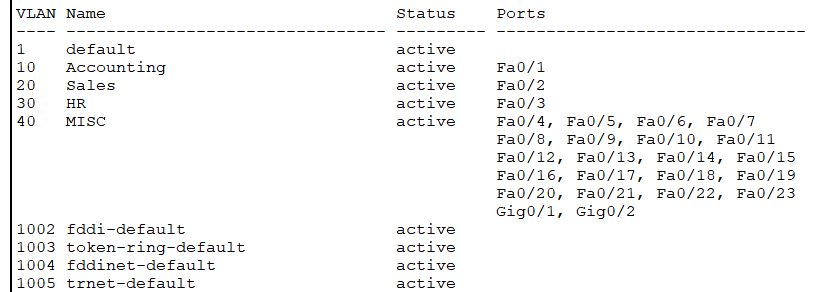 VLAN Name                             Status    Ports
---- -------------------------------- --------- -------------------------------
1    default                          active
10   Accounting                       active    Fa0/1
20   Sales                            active    Fa0/2
30   HR                               active    Fa0/3
40   MISC                             active    Fa0/4, Fa0/5, Fa0/6, Fa0/7
                                                Fa0/8, Fa0/9, Fa0/10, Fa0/11
                                                Fa0/12, Fa0/13, Fa0/14, Fa0/15
                                                Fa0/16, Fa0/17, Fa0/18, Fa0/19
                                                Fa0/20, Fa0/21, Fa0/22, Fa0/23
                                                Gig0/1, Gig0/2
1002 fddi-default                     active
1003 token-ring-default               active
1004 fddinet-default                  active
1005 trnet-default                    active